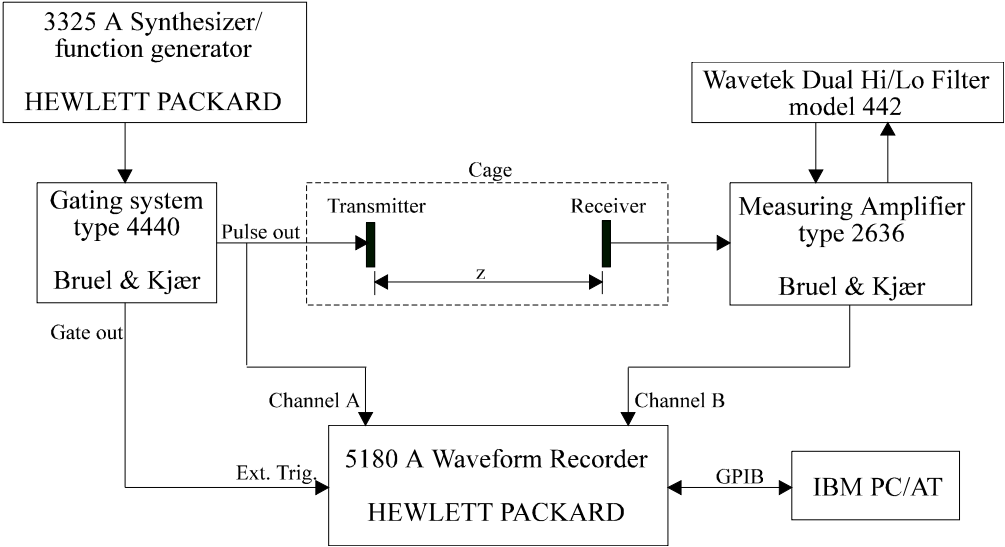 3325 A Synthesizer/
function generator
HEWLETT PACKARD
Wavetek Dual Hi/Lo Filter
model 442
Cage
Gating system
type 4440
Bruel & Kjær
Pulse out
Transmitter
Receiver
z
Measuring Amplifier
type 2636
Bruel & Kjær
Gate out
Channel A
Channel B
Ext. Trig.
5180 A Waveform Recorder
HEWLETT PACKARD
GPIB
IBM PC/AT